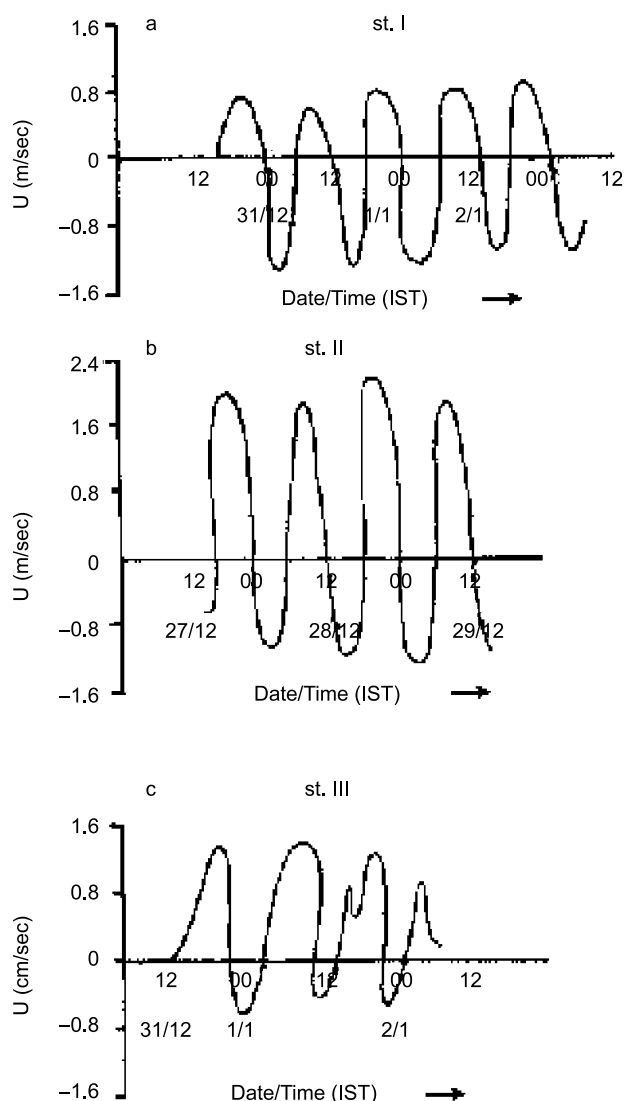 a st. I
1.6
0.8
0
−0.8
−1.6
U (m/sec)
12 00 12 00 12 00 12
31/12 1/1 2/1
Date/Time (IST)
b st. II
2.4
1.6
0.8
0
−0.8
−1.6
U (m/sec)
12 00 12 00 12
27/12 28/12 29/12
Date/Time (IST)
c st. III
1.6
0.8
0
−0.8
−1.6
U (cm/sec)
12 00 12 00 12
31/12 1/1 2/1
Date/Time (IST)